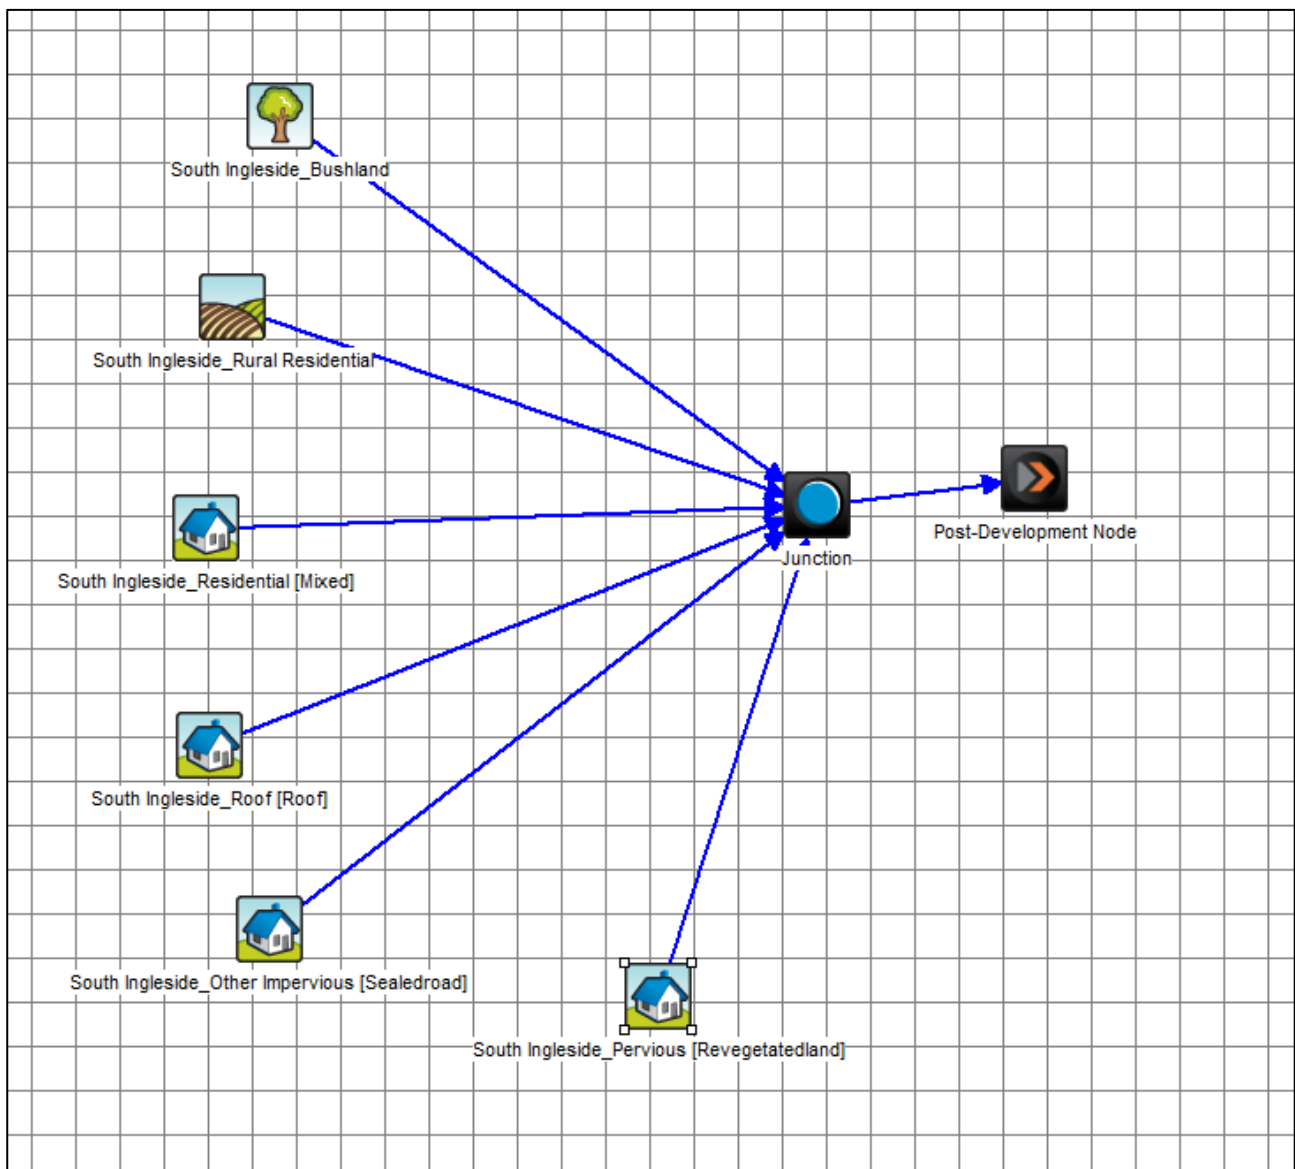 South Ingleside_Bushland
South Ingleside_Rural Residential
Post-Development Node
Junction
South Ingleside_Residential [Mixed]
South Ingleside_Roof [Roof]
South Ingleside_Other Impervious [Sealedroad]
South Ingleside_Pervious [Revegetatedland]